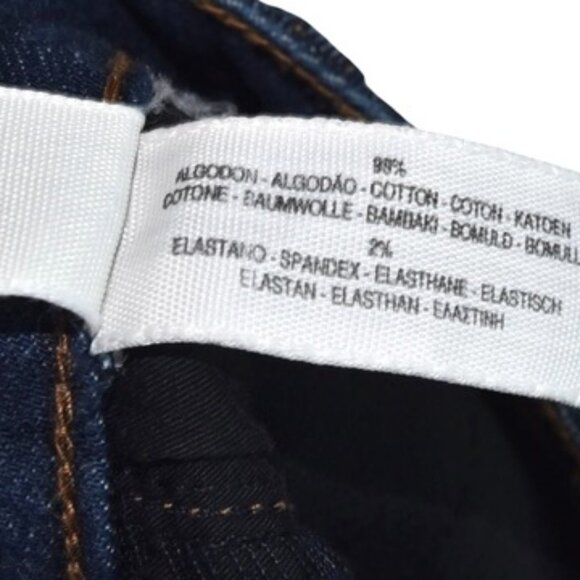 98%
ALGODON - ALGODÃO - COTTON - COTON - KATOEN
COTONE - BAUMWOLLE - BAMBAKI - BOMULD - BOMULL
2%
ELASTANO - SPANDEX - ELASTHANE - ELASTISCH
ELASTAN - ELASTHAN - ΕΛΑΣΤΙΝΗ